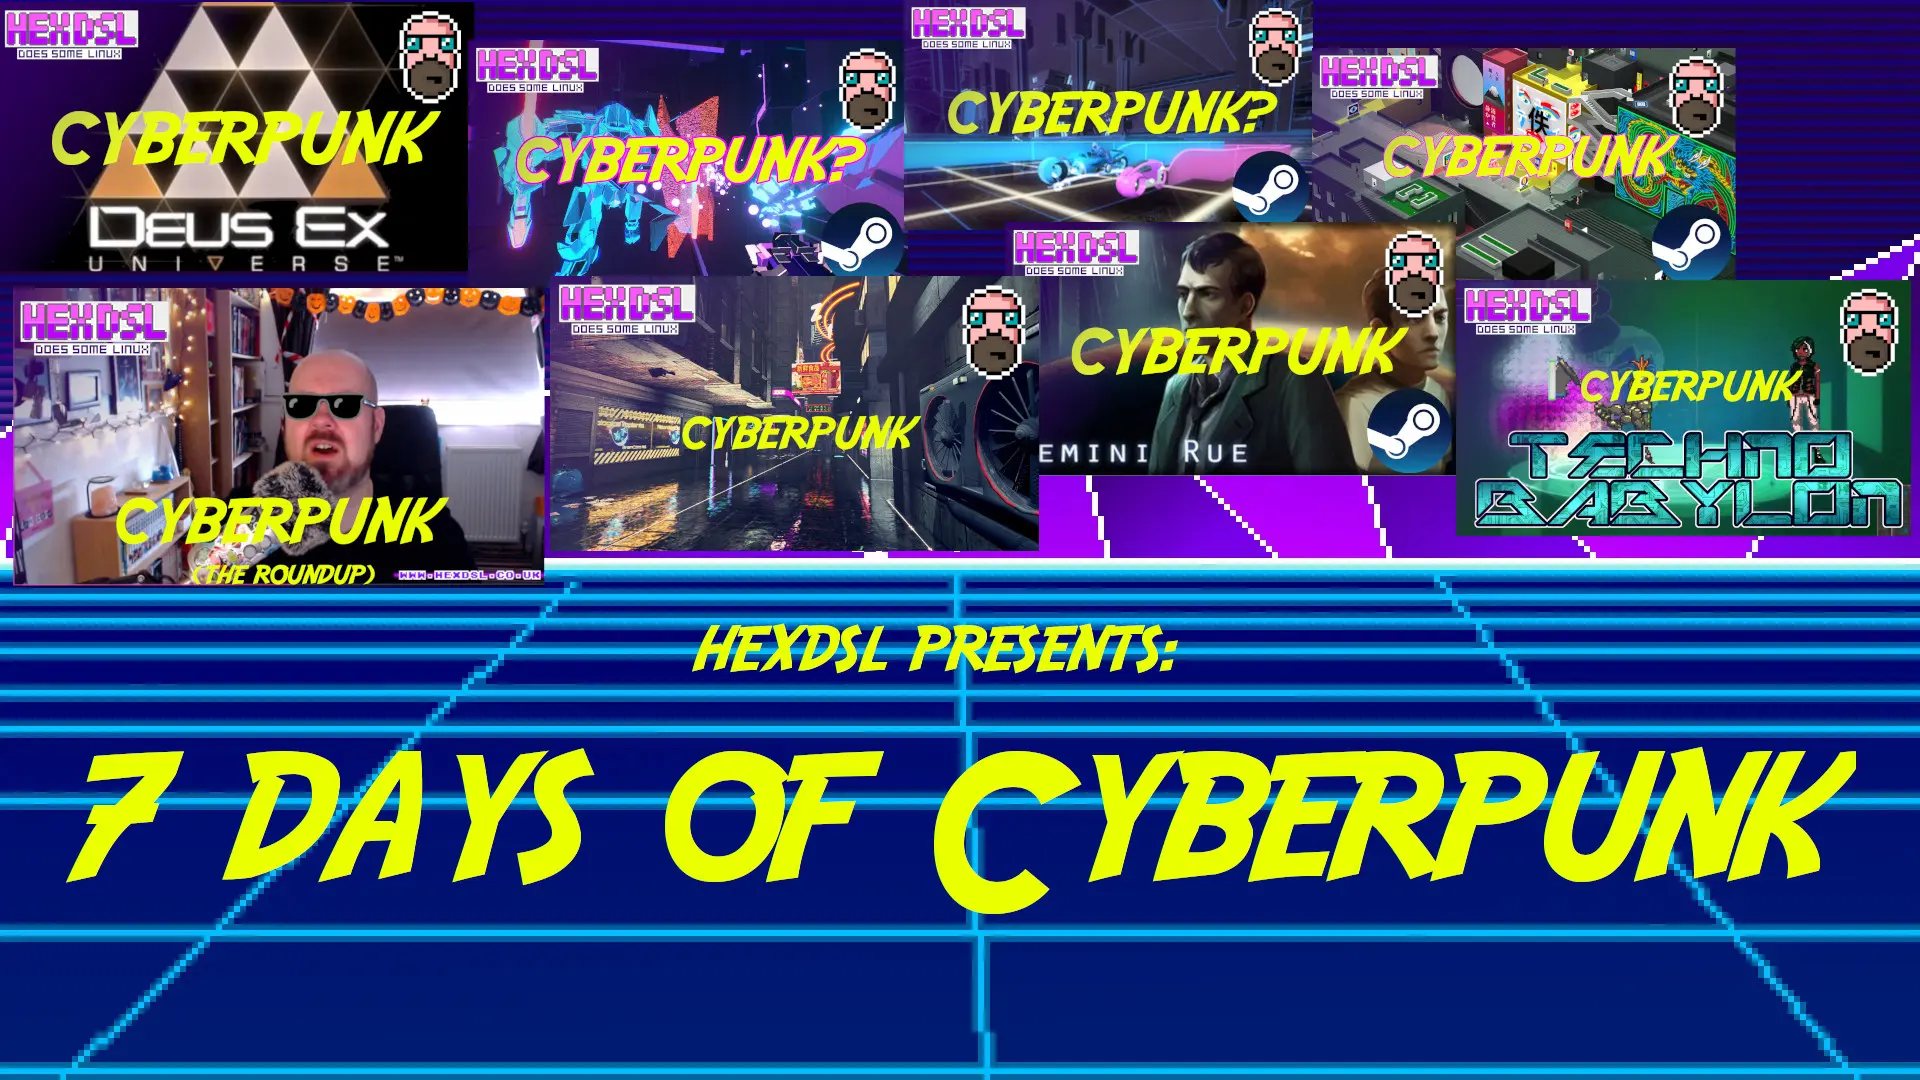 HEXDSL
DOES SOME LINUX
CYBERPUNK
DEUS EX
UNIVERSE™
HEXDSL
DOES SOME LINUX
CYBERPUNK?
HEXDSL
DOES SOME LINUX
CYBERPUNK?
HEXDSL
DOES SOME LINUX
CYBERPUNK
HEXDSL
DOES SOME LINUX
CYBERPUNK
(THE ROUNDUP)
WWW.HEXDSL.CO.UK
HEXDSL
DOES SOME LINUX
CYBERPUNK
HEXDSL
DOES SOME LINUX
CYBERPUNK
EMINI RUE
HEXDSL
DOES SOME LINUX
CYBERPUNK
TECHNO
BABYLON
HEXDSL PRESENTS:
7 DAYS OF CYBERPUNK